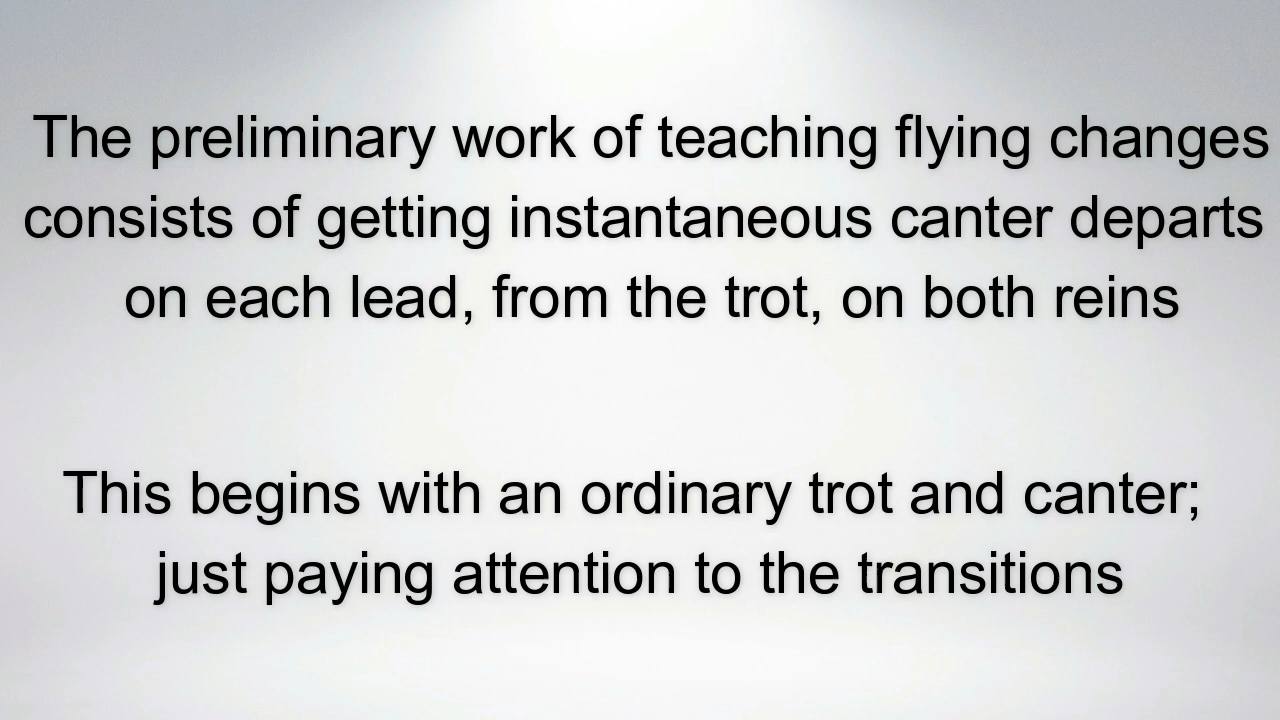 The preliminary work of teaching flying changes
consists of getting instantaneous canter departs
on each lead, from the trot, on both reins
This begins with an ordinary trot and canter;
just paying attention to the transitions